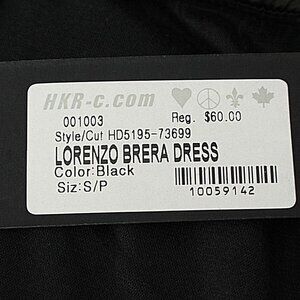 HKR-c.com
001003 Reg. $60.00
Style/Cut HD5195-73699
LORENZO BRERA DRESS
Color:Black
Siz:S/P
10059142